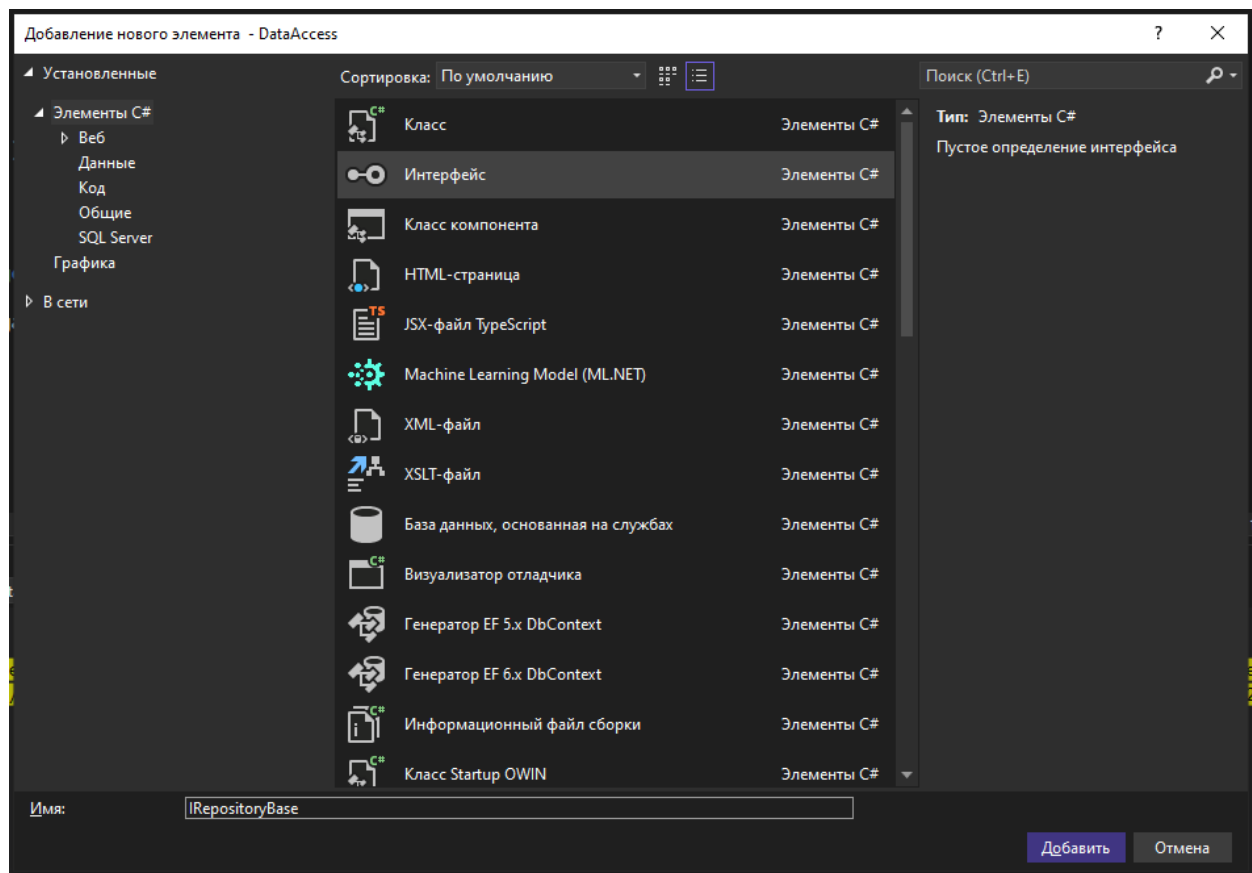 Добавление нового элемента - DataAccess
?
Установленные
Элементы C#
Веб
Данные
Код
Общие
SQL Server
Графика
В сети
Сортировка: По умолчанию
C# Класс Элементы C#
Интерфейс Элементы C#
Класс компонента Элементы C#
HTML-страница Элементы C#
TS JSX-файл TypeScript Элементы C#
Machine Learning Model (ML.NET) Элементы C#
XML-файл Элементы C#
XSLT-файл Элементы C#
База данных, основанная на службах Элементы C#
C# Визуализатор отладчика Элементы C#
Генератор EF 5.x DbContext Элементы C#
Генератор EF 6.x DbContext Элементы C#
C# Информационный файл сборки Элементы C#
C# Класс Startup OWIN Элементы C#
Поиск (Ctrl+E)
Тип: Элементы C#
Пустое определение интерфейса
Имя: IRepositoryBase
Добавить Отмена